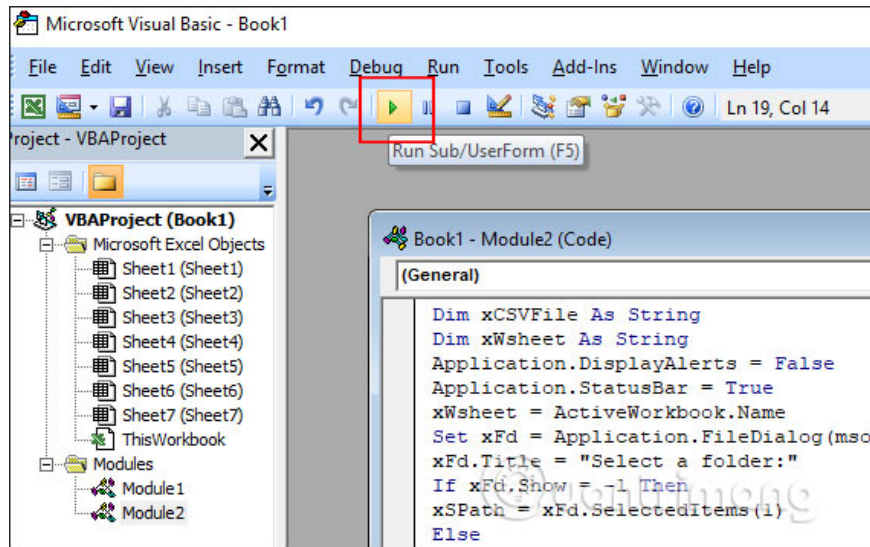 Microsoft Visual Basic - Book1
File Edit View Insert Format Debug Run Tools Add-Ins Window Help
Ln 19, Col 14
Run Sub/UserForm (F5)
Project - VBAProject
VBAProject (Book1)
Microsoft Excel Objects
Sheet1 (Sheet1)
Sheet2 (Sheet2)
Sheet3 (Sheet3)
Sheet4 (Sheet4)
Sheet5 (Sheet5)
Sheet6 (Sheet6)
Sheet7 (Sheet7)
ThisWorkbook
Modules
Module1
Module2
Book1 - Module2 (Code)
(General)
Dim xCSVFile As String
Dim xWsheet As String
Application.DisplayAlerts = False
Application.StatusBar = True
xWsheet = ActiveWorkbook.Name
Set xFd = Application.FileDialog(mso
xFd.Title = "Select a folder:"
If xFd.Show = -1 Then
xSPath = xFd.SelectedItems(1)
Else
quantrimang